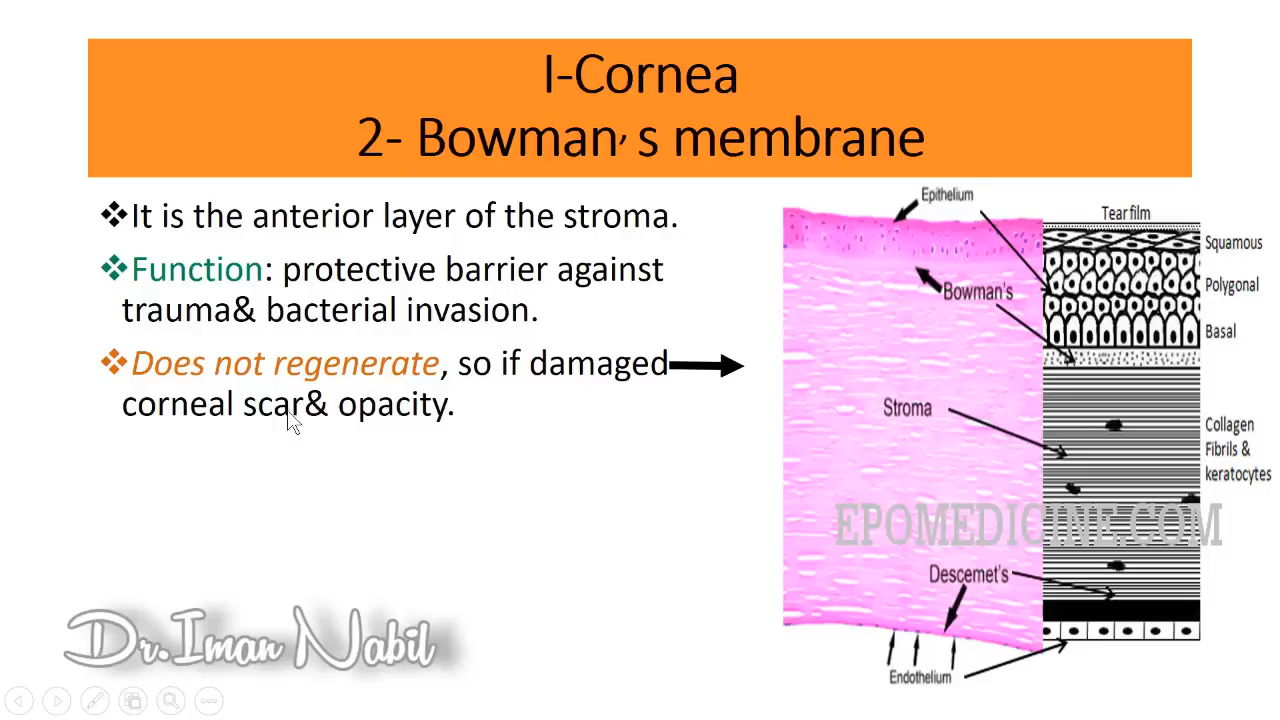 I-Cornea
2- Bowman, s membrane
❖It is the anterior layer of the stroma.
❖Function: protective barrier against
trauma& bacterial invasion.
❖Does not regenerate, so if damaged
corneal scar& opacity.
Epithelium
Tear film
Squamous
Bowman's
Polygonal
Basal
Stroma
Collagen
Fibrils &
keratocytes
EPOMEDICINE.COM
Descemet's
Endothelium
Dr.Iman Nabil